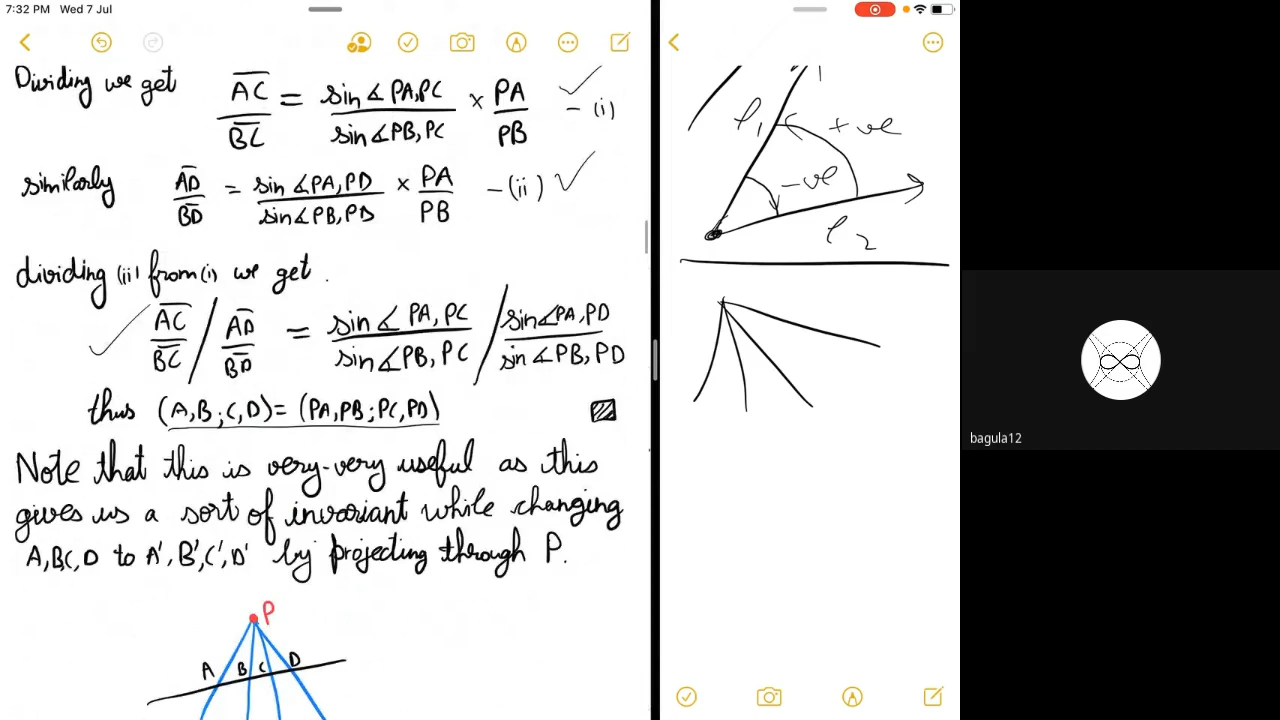 7:32 PM Wed 7 Jul
Dividing we get AC/BC = sin∡PA,PC/sin∡PB,PC × PA/PB – (i)
similarly AD/BD = sin∡PA,PD/sin∡PB,PD × PA/PB – (ii)
dividing (ii) from (i) we get .
AC/BC / AD/BD = sin∡PA,PC/sin∡PB,PC / sin∡PA,PD/sin∡PB,PD
thus (A,B;C,D)=(PA,PB;PC,PD)
Note that this is very-very useful as this
gives us a sort of invariant while changing
A,B,C,D to A',B',C',D' by projecting through P.
P
A B C D
l1 +ve
-ve
l2
bagula12